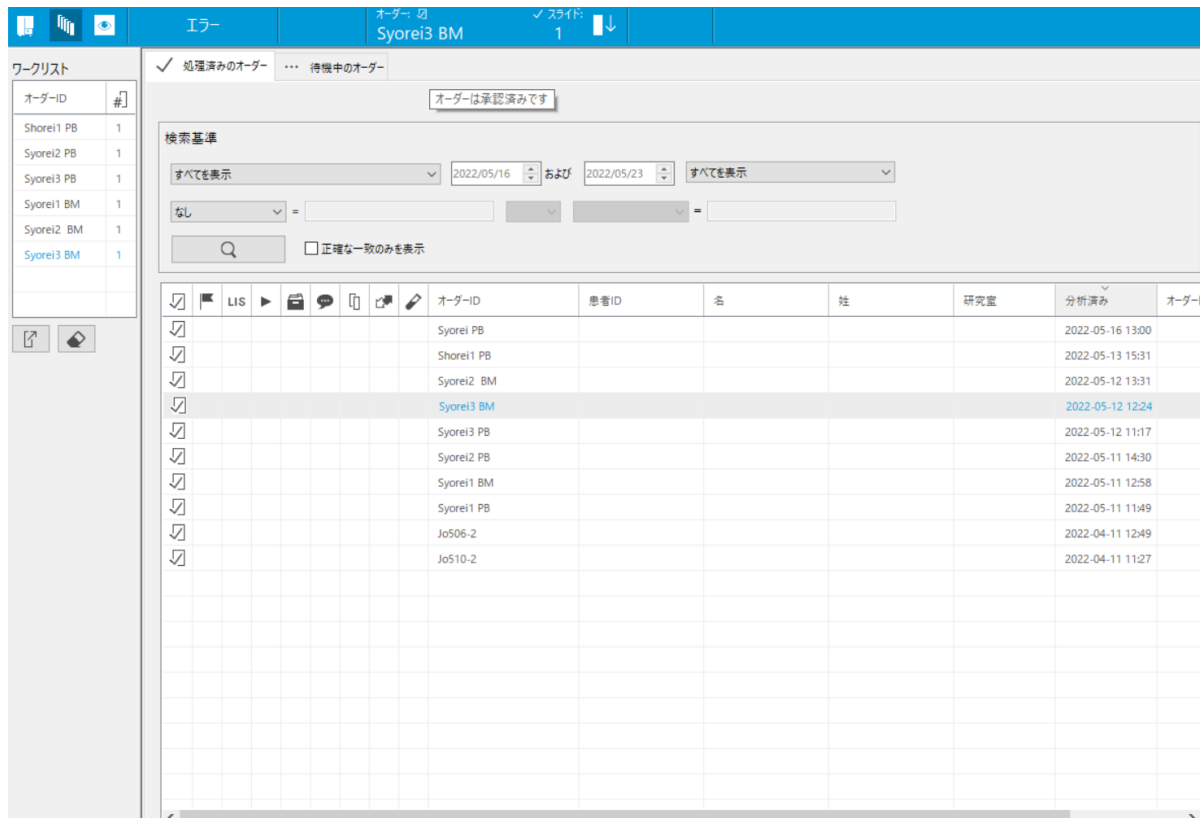 エラー
オーダー:
Syorei3 BM
スライド:
1
ワークリスト
オーダーID #
Shorei1 PB 1
Syorei2 PB 1
Syorei3 PB 1
Syorei1 BM 1
Syorei2 BM 1
Syorei3 BM 1
処理済みのオーダー
... 待機中のオーダー
オーダーは承認済みです
検索基準
すべてを表示 2022/05/16 および 2022/05/23 すべてを表示
なし = =
正確な一致のみを表示
LIS オーダーID 患者ID 名 姓 研究室 分析済み オーダー
Syorei PB 2022-05-16 13:00
Shorei1 PB 2022-05-13 15:31
Syorei2 BM 2022-05-12 13:31
Syorei3 BM 2022-05-12 12:24
Syorei3 PB 2022-05-12 11:17
Syorei2 PB 2022-05-11 14:30
Syorei1 BM 2022-05-11 12:58
Syorei1 PB 2022-05-11 11:49
Jo506-2 2022-04-11 12:49
Jo510-2 2022-04-11 11:27